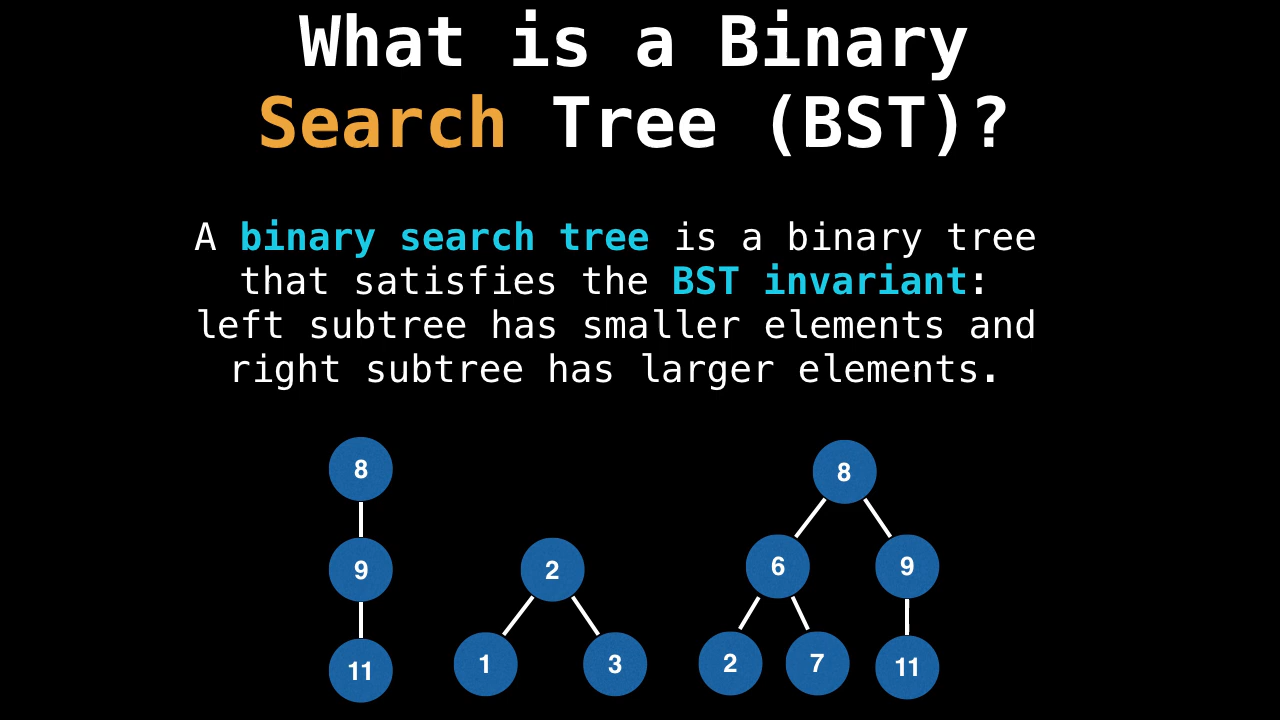 What is a Binary
Search Tree (BST)?
A binary search tree is a binary tree
that satisfies the BST invariant:
left subtree has smaller elements and
right subtree has larger elements.
8
9
11
2
1 3
8
6 9
2 7 11